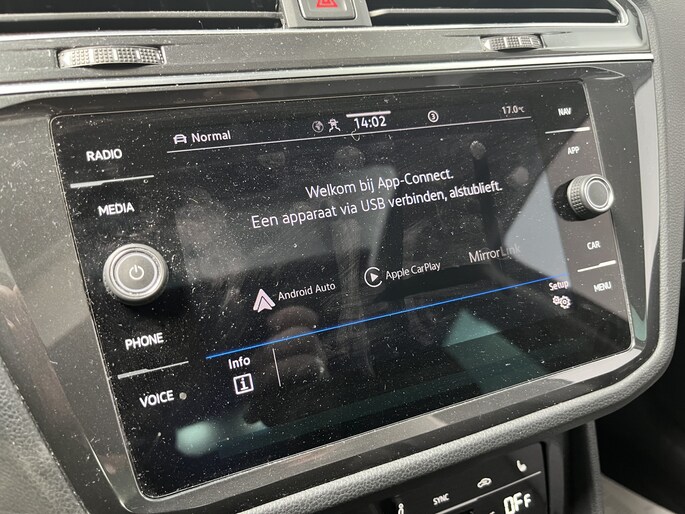 Normal
14:02
3
17.0°C
NAV
RADIO
APP
MEDIA
Welkom bij App-Connect.
Een apparaat via USB verbinden, alstublieft.
Android Auto
Apple CarPlay
MirrorLink
CAR
Setup
MENU
PHONE
Info
i
VOICE
SYNC
OFF